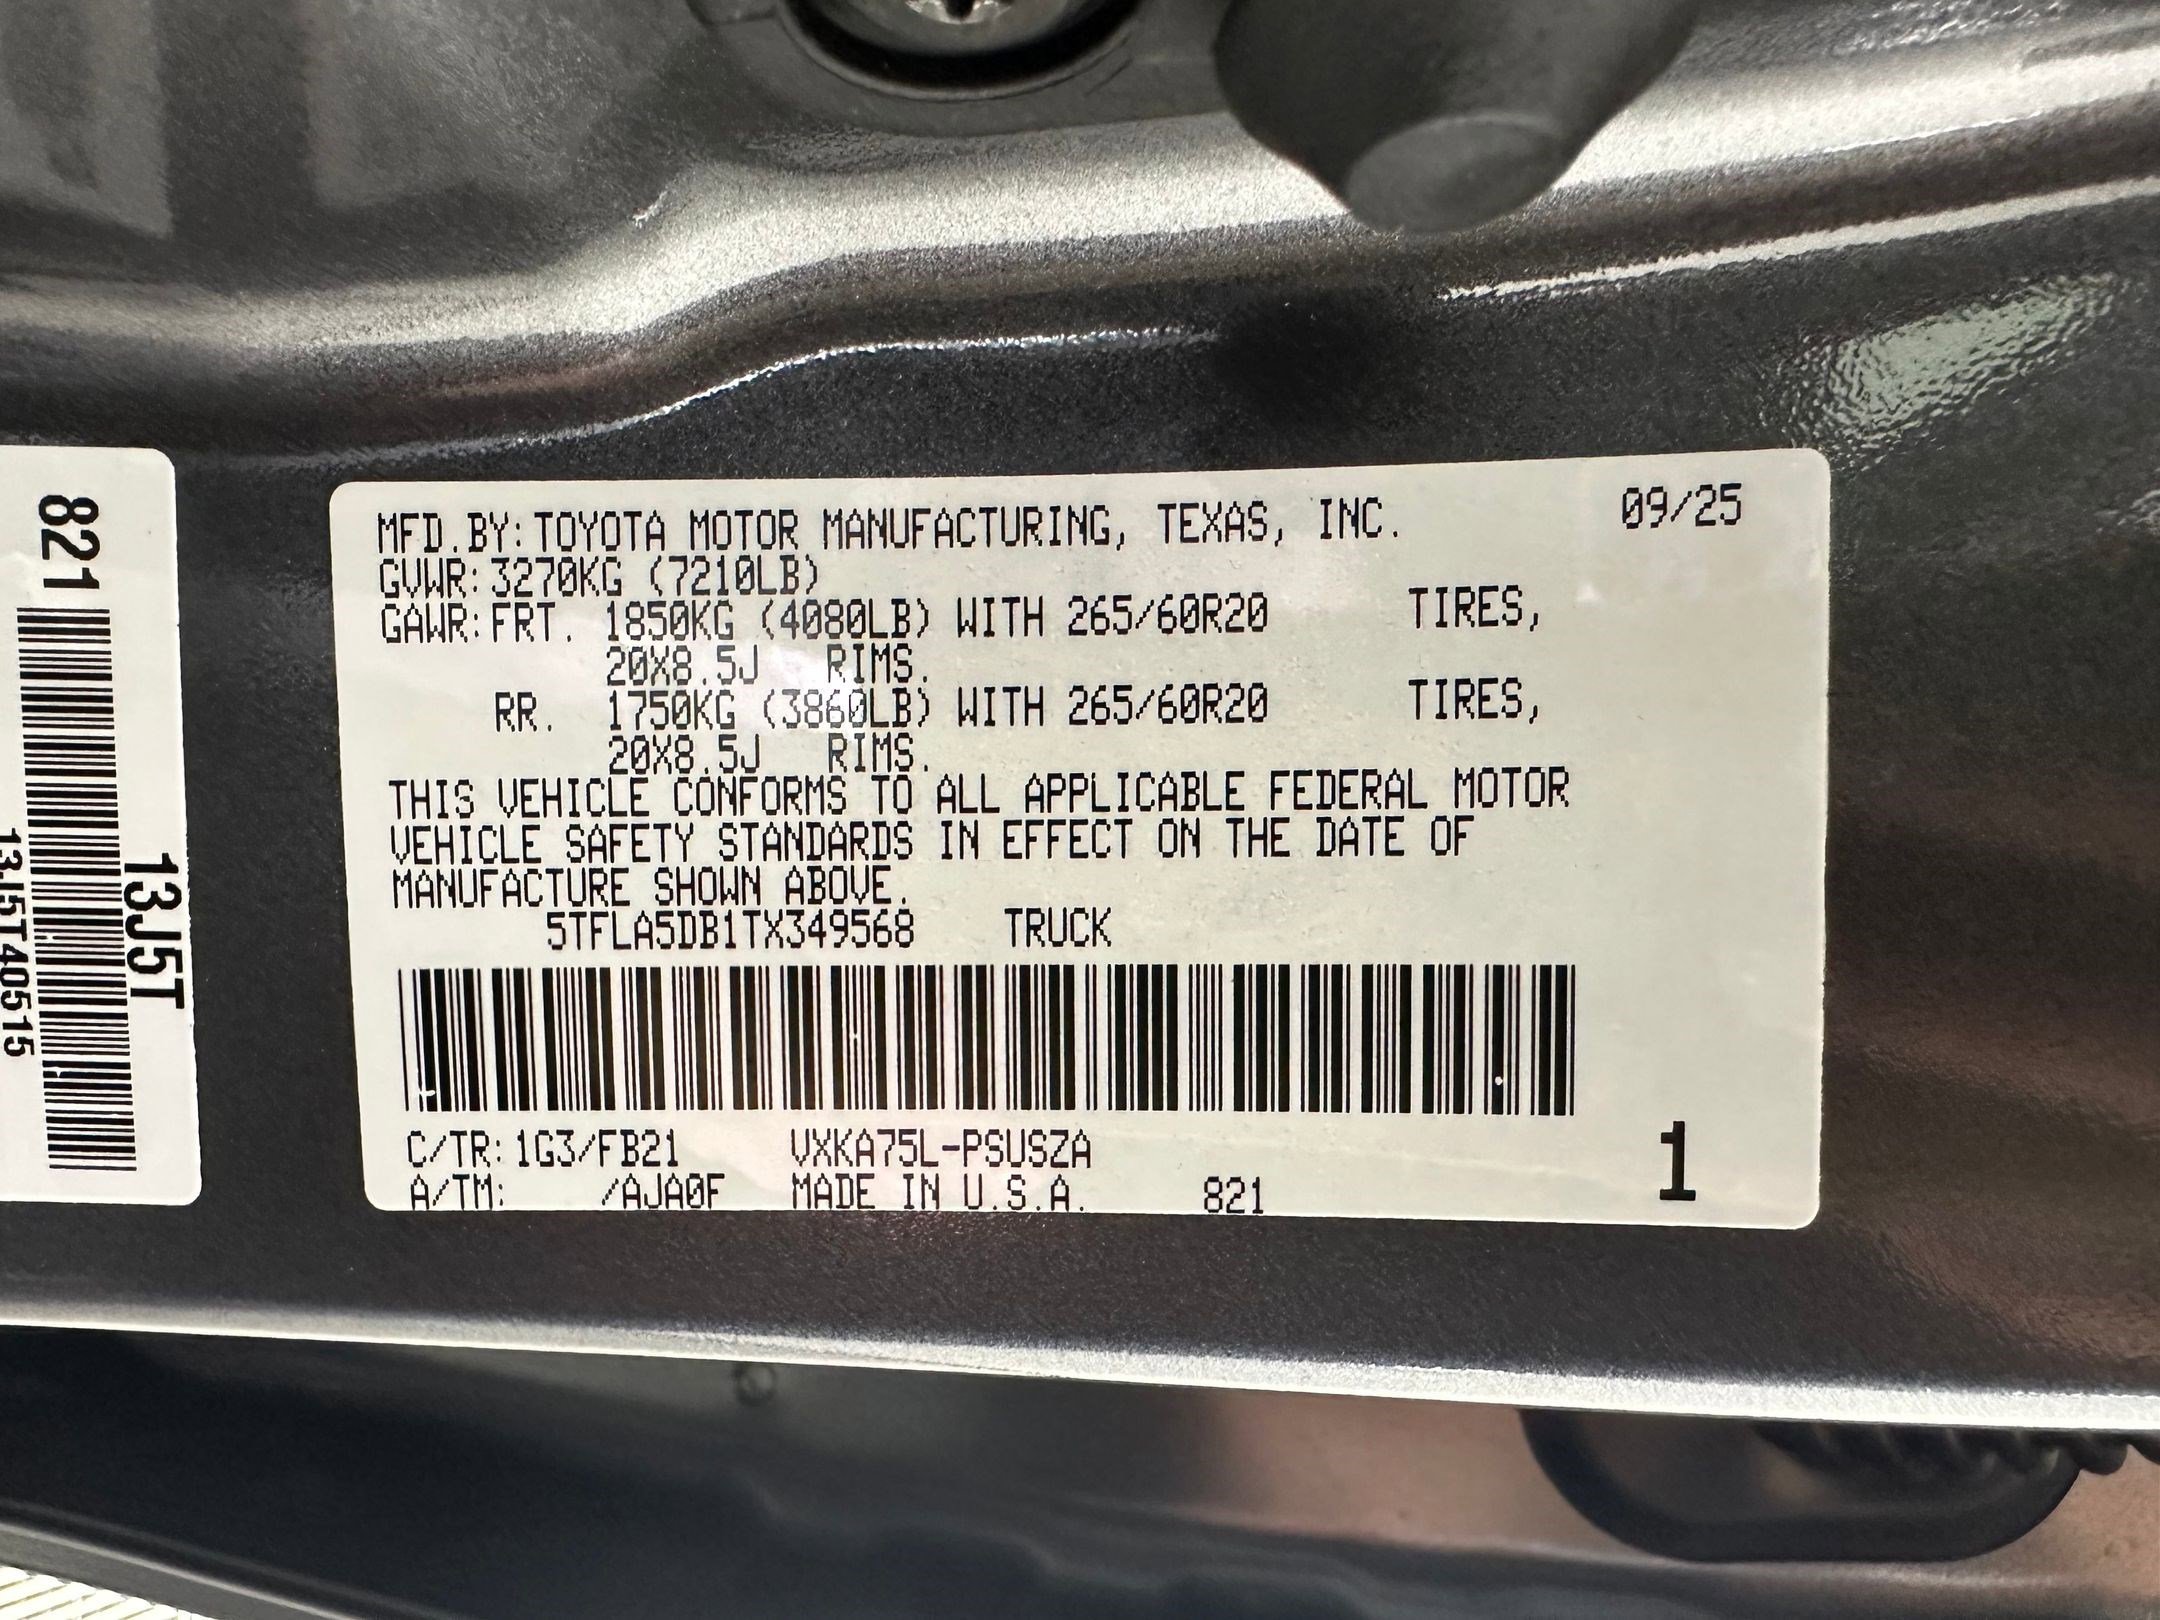 821
13J5T
13J5T40515
MFD.BY:TOYOTA MOTOR MANUFACTURING, TEXAS, INC. 09/25
GVWR:3270KG (7210LB)
GAWR:FRT. 1850KG (4080LB) WITH 265/60R20 TIRES,
20X8.5J RIMS.
RR. 1750KG (3860LB) WITH 265/60R20 TIRES,
20X8.5J RIMS.
THIS VEHICLE CONFORMS TO ALL APPLICABLE FEDERAL MOTOR
VEHICLE SAFETY STANDARDS IN EFFECT ON THE DATE OF
MANUFACTURE SHOWN ABOVE.
5TFLA5DB1TX349568 TRUCK
C/TR:1G3/FB21 VXKA75L-PSUSZA
A/TM: /AJA0F MADE IN U.S.A. 821
1